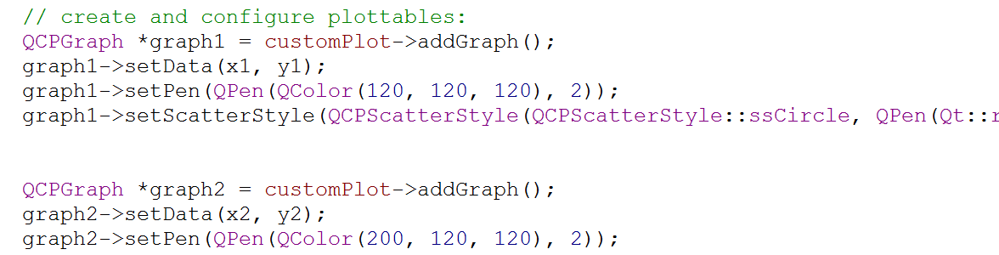 // create and configure plottables:
QCPGraph *graph1 = customPlot->addGraph();
graph1->setData(x1, y1);
graph1->setPen(QPen(QColor(120, 120, 120), 2));
graph1->setScatterStyle(QCPScatterStyle(QCPScatterStyle::ssCircle, QPen(Qt::
QCPGraph *graph2 = customPlot->addGraph();
graph2->setData(x2, y2);
graph2->setPen(QPen(QColor(200, 120, 120), 2));